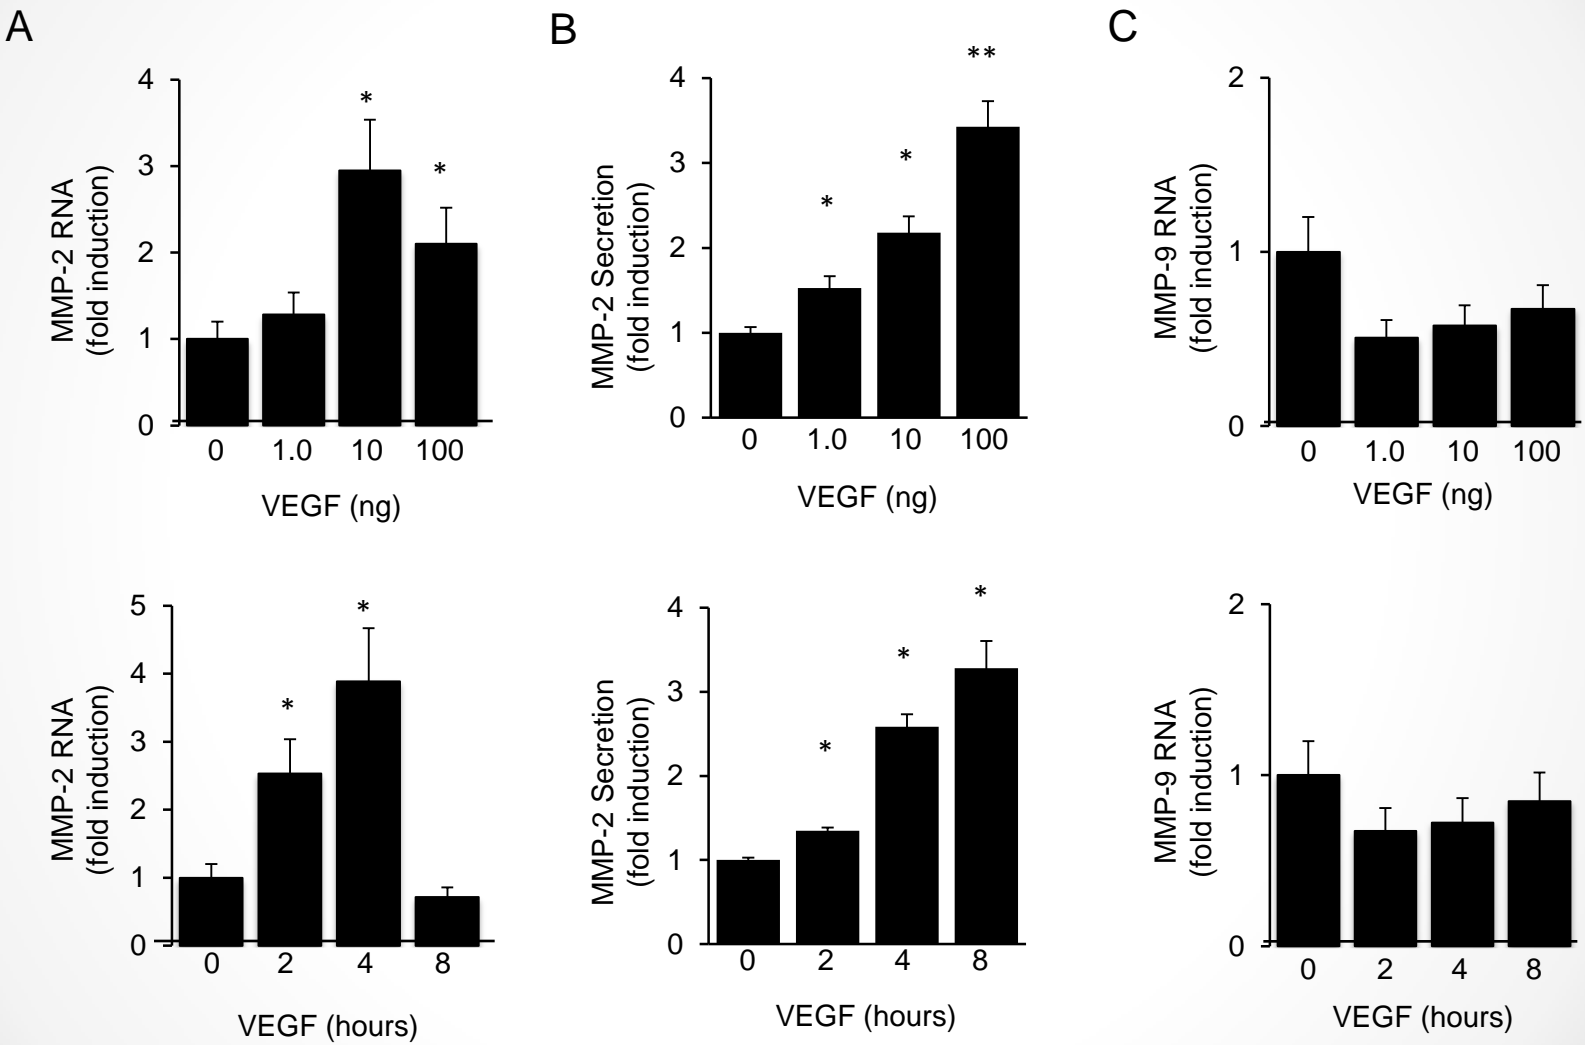 A
4
3
2
1
0
MMP-2 RNA
(fold induction)
*
*
0 1.0 10 100
VEGF (ng)
B
4
3
2
1
0
MMP-2 Secretion
(fold induction)
*
*
**
0 1.0 10 100
VEGF (ng)
C
2
1
0
MMP-9 RNA
(fold induction)
0 1.0 10 100
VEGF (ng)
5
4
3
2
1
0
MMP-2 RNA
(fold induction)
*
*
0 2 4 8
VEGF (hours)
4
3
2
1
0
MMP-2 Secretion
(fold induction)
*
*
*
0 2 4 8
VEGF (hours)
2
1
0
MMP-9 RNA
(fold induction)
0 2 4 8
VEGF (hours)